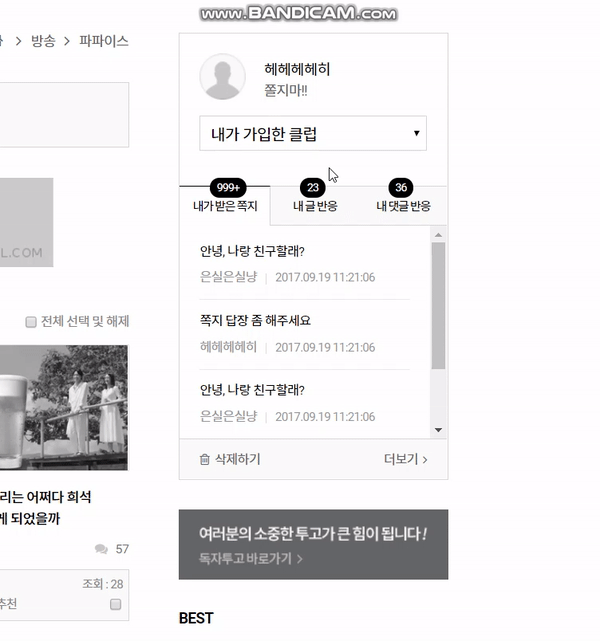 www.BANDICAM.com
> 방송 > 파파이스
헤헤헤헤히
쫄지마!!
내가 가입한 클럽
999+
23
36
내가 받은 쪽지
내 글 반응
내 댓글 반응
안녕, 나랑 친구할래?
은실은실냥 | 2017.09.19 11:21:06
쪽지 답장 좀 해주세요
헤헤헤헤히 | 2017.09.19 11:21:06
안녕, 나랑 친구할래?
은실은실냥 | 2017.09.19 11:21:06
삭제하기
더보기 >
L.COM
전체 선택 및 해제
리는 어쩌다 희석
게 되었을까
57
조회 : 28
추천
여러분의 소중한 투고가 큰 힘이 됩니다!
독자투고 바로가기 >
BEST